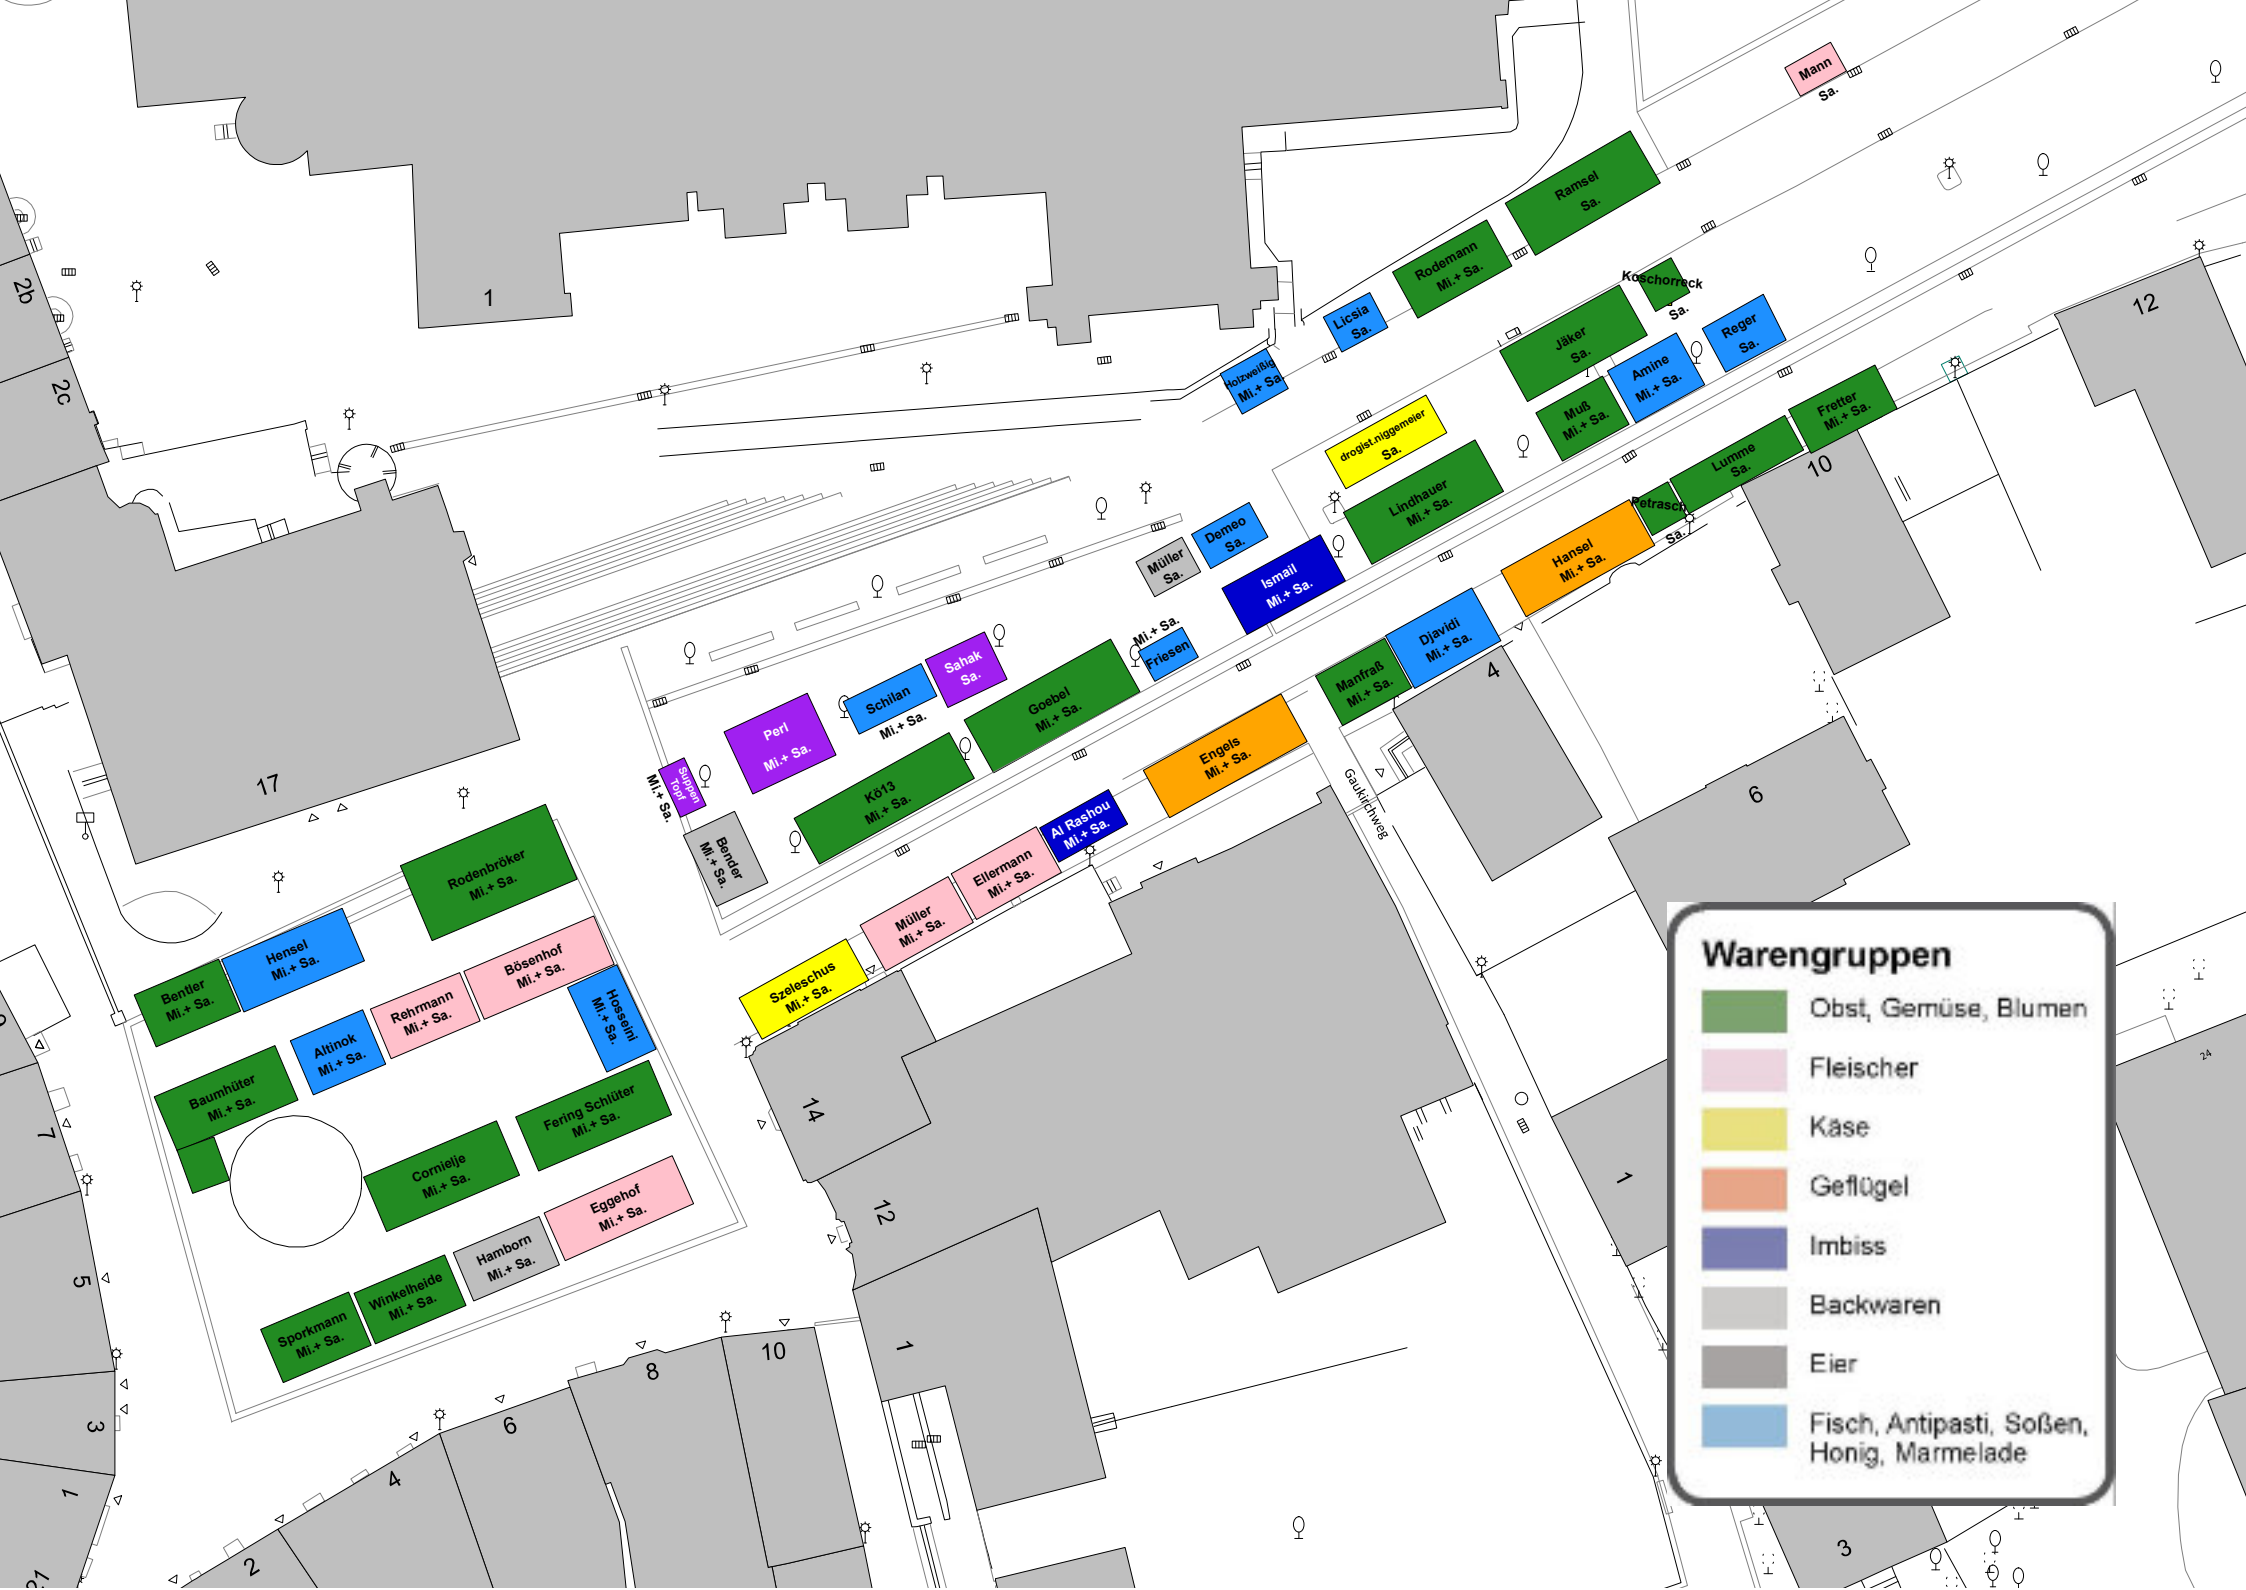 Mann
Sa.
Ramsel
Sa.
Rodemann
Mi.+ Sa.
Licsia
Sa.
Holzweißig
Mi.+ Sa.
Koschorreck
Sa.
Jäker
Sa.
Reger
Sa.
Amine
Mi.+ Sa.
Muß
Mi.+ Sa.
Fretter
Mi.+ Sa.
Lumme
Sa.
Petrasch
Sa.
drogist.niggemeier
Sa.
Lindhauer
Mi.+ Sa.
Hansel
Mi.+ Sa.
Demeo
Sa.
Müller
Sa.
Ismail
Mi.+ Sa.
Djavidi
Mi.+ Sa.
Manfraß
Mi.+ Sa.
Mi.+ Sa.
Friesen
Sahak
Sa.
Schilan
Mi.+ Sa.
Goebel
Mi.+ Sa.
Perl
Mi.+ Sa.
Suppen
Topf
Mi.+ Sa.
Kö13
Mi.+ Sa.
Engels
Mi.+ Sa.
Bender
Mi.+ Sa.
Al Rashou
Mi.+ Sa.
Ellermann
Mi.+ Sa.
Müller
Mi.+ Sa.
Szeleschus
Mi.+ Sa.
Gaukirchweg
Rodenbröker
Mi.+ Sa.
Hensel
Mi.+ Sa.
Bentler
Mi.+ Sa.
Bösenhof
Mi.+ Sa.
Rehrmann
Mi.+ Sa.
Altinok
Mi.+ Sa.
Hosseini
Mi.+ Sa.
Baumhüter
Mi.+ Sa.
Fering Schlüter
Mi.+ Sa.
Cornielje
Mi.+ Sa.
Eggehof
Mi.+ Sa.
Hamborn
Mi.+ Sa.
Winkelheide
Mi.+ Sa.
Sporkmann
Mi.+ Sa.
1
2b
2c
17
12
10
4
6
14
12
1
10
8
6
4
2
7
5
3
1
21
1
24
3
Warengruppen
Obst, Gemüse, Blumen
Fleischer
Käse
Geflügel
Imbiss
Backwaren
Eier
Fisch, Antipasti, Soßen,
Honig, Marmelade